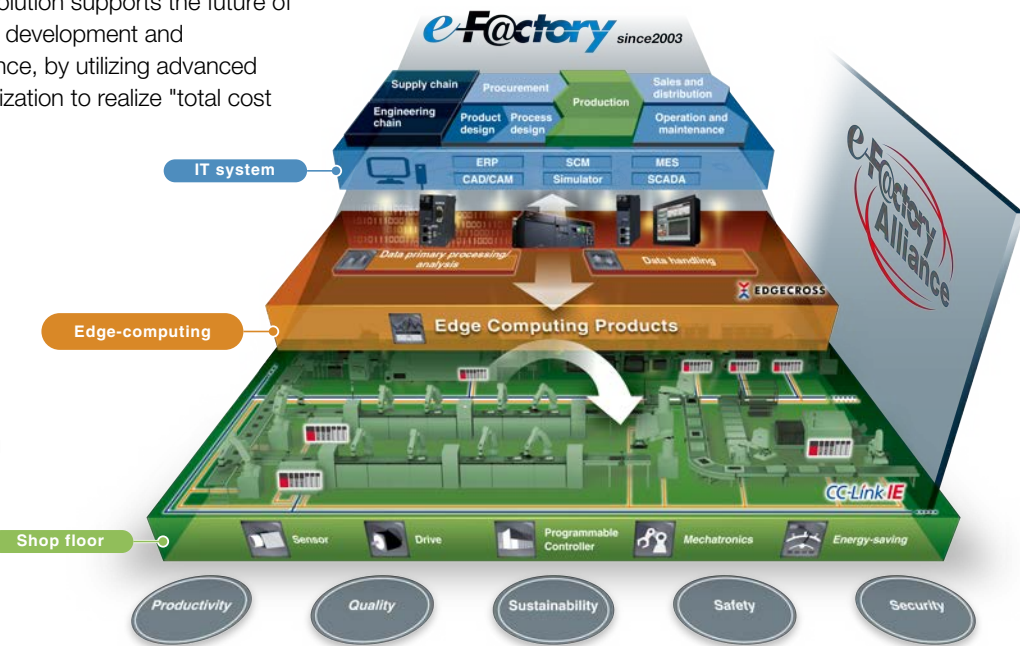 olution supports the future of
development and
nce, by utilizing advanced
ization to realize "total cost
e-F@ctory since2003
Supply chain Procurement Production Sales and distribution
Engineering chain Product design Process design Operation and maintenance
IT system
ERP SCM MES
CAD/CAM Simulator SCADA
Data primary processing/
analysis
Data handling
EDGECROSS
Edge-computing
Edge Computing Products
e-F@ctory
Alliance
CC-Link IE
Shop floor
Sensor Drive Programmable Controller Mechatronics Energy-saving
Productivity Quality Sustainability Safety Security